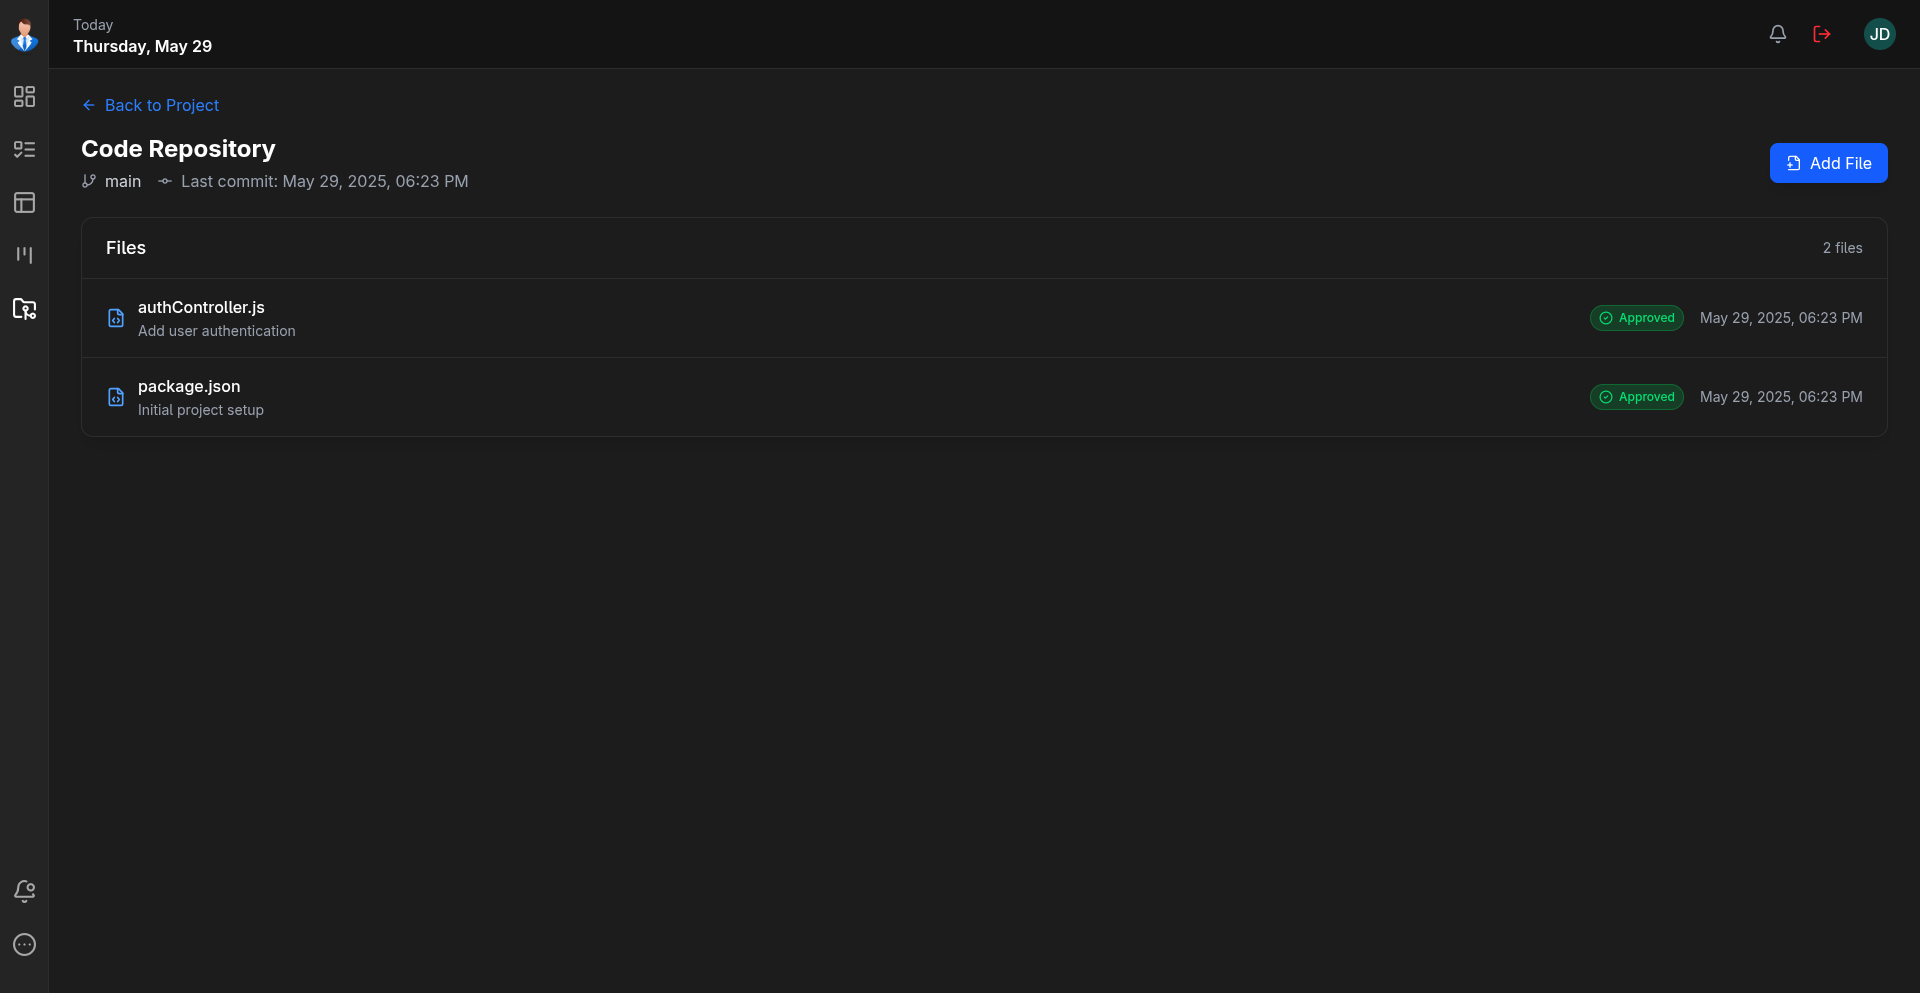 Today
Thursday, May 29
JD
Back to Project
Code Repository
main
Last commit: May 29, 2025, 06:23 PM
Add File
Files
2 files
authController.js
Add user authentication
Approved
May 29, 2025, 06:23 PM
package.json
Initial project setup
Approved
May 29, 2025, 06:23 PM